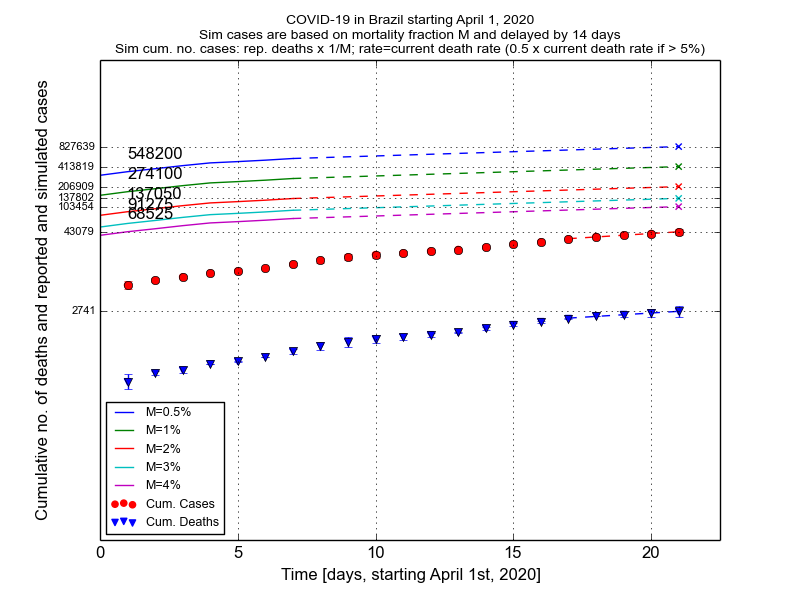 COVID-19 in Brazil starting April 1, 2020
Sim cases are based on mortality fraction M and delayed by 14 days
Sim cum. no. cases: rep. deaths x 1/M; rate=current death rate (0.5 x current death rate if > 5%)
Cumulative no. of deaths and reported and simulated cases
827639
413819
206909
137802
103454
43079
2741
548200
274100
137050
91275
68525
M=0.5%
M=1%
M=2%
M=3%
M=4%
Cum. Cases
Cum. Deaths
0 5 10 15 20
Time [days, starting April 1st, 2020]